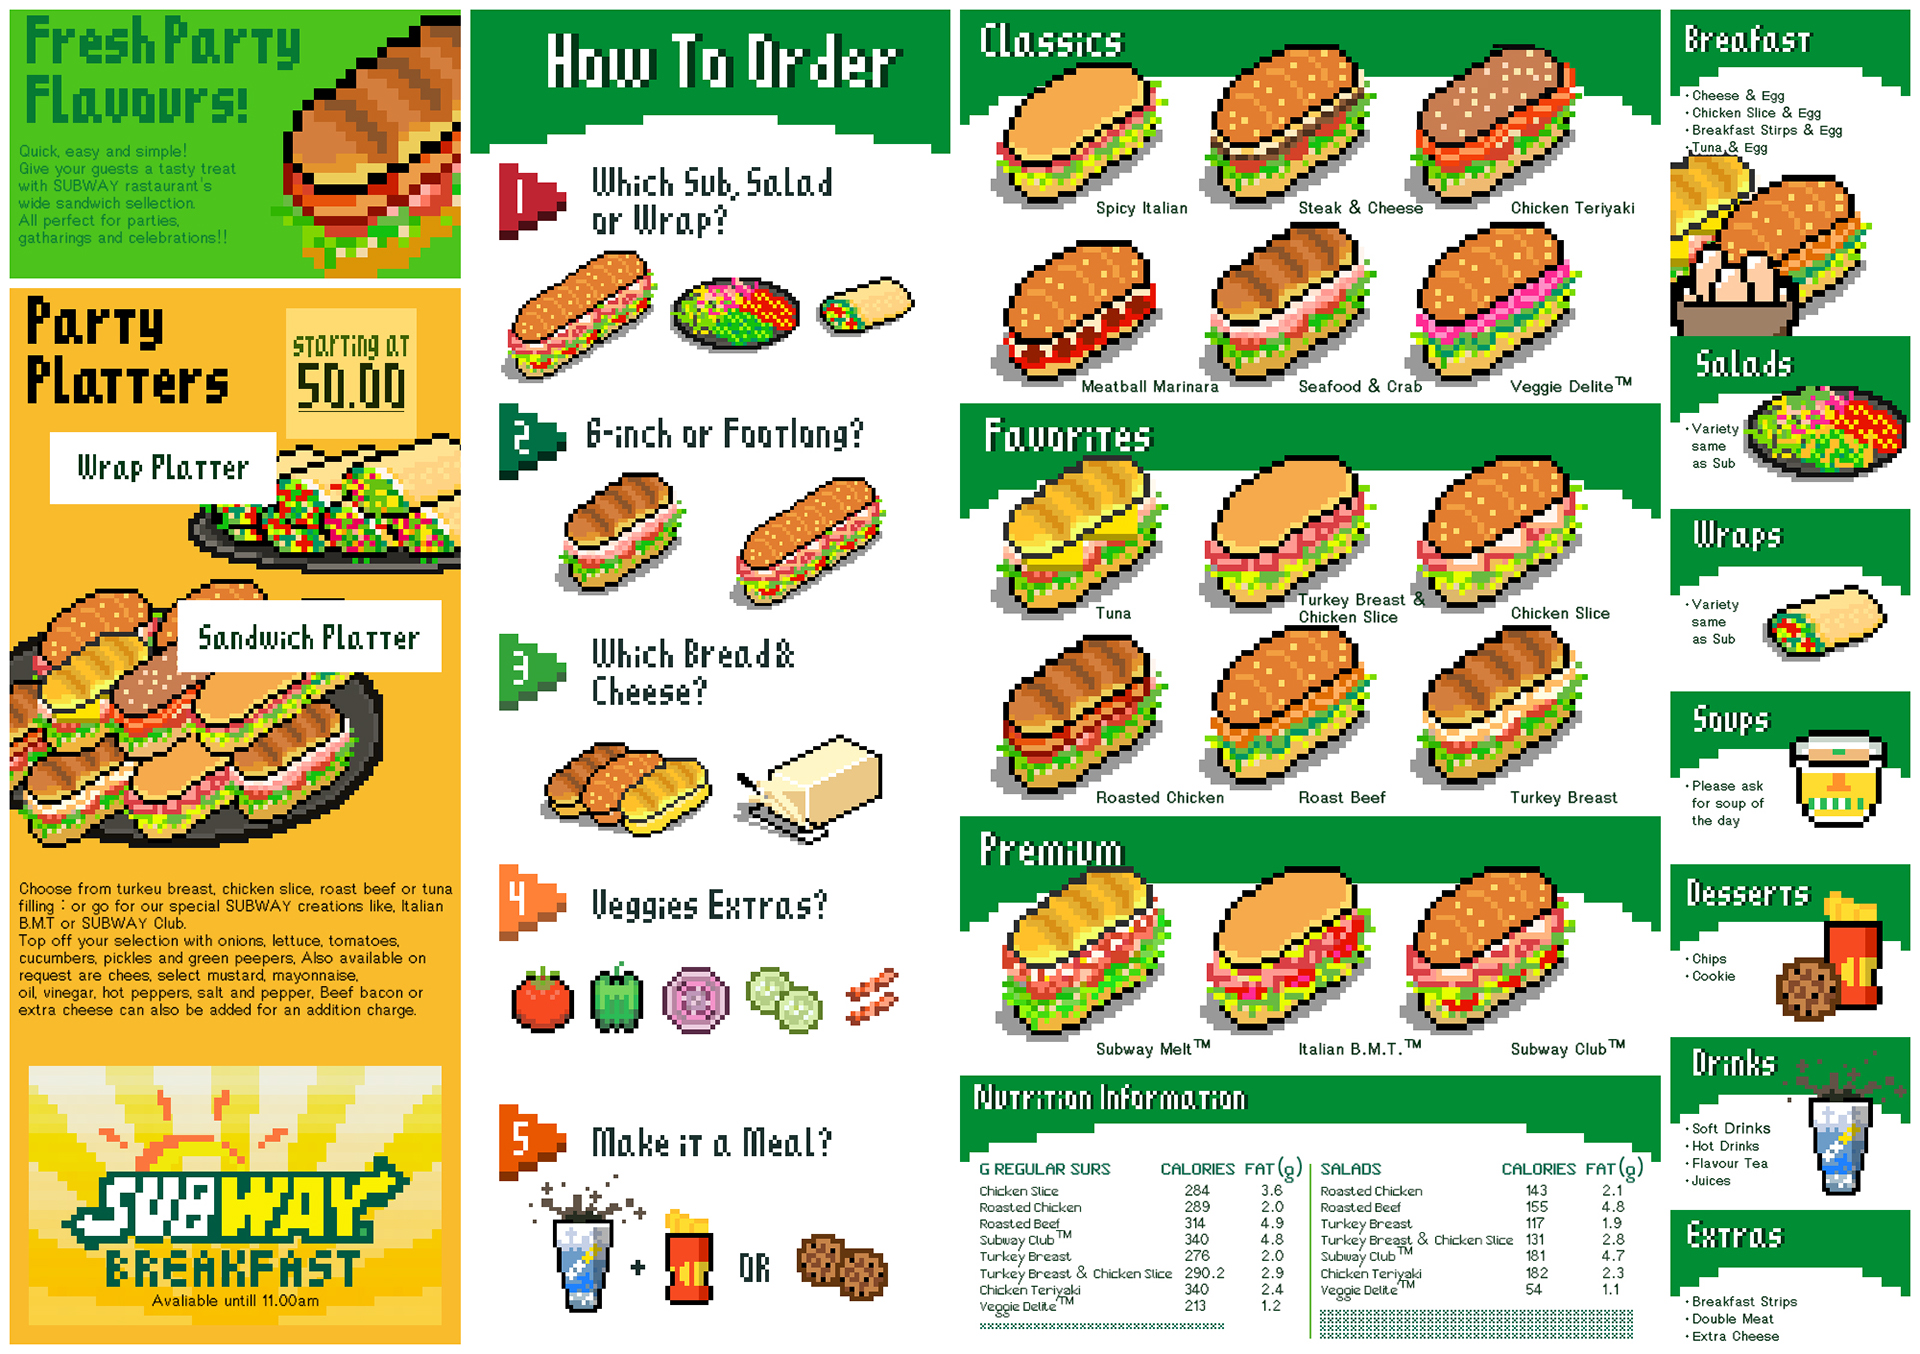 Fresh Party
Flavours!
Quick, easy and simple!
Give your guests a tasty treat
with SUBWAY rastaurant's
wide sandwich sellection.
All perfect for parties,
gatharings and celebrations!!
Party
Platters
starting at
50.00
Wrap Platter
Sandwich Platter
Choose from turkeu breast, chicken slice, roast beef or tuna
filling : or go for our special SUBWAY creations like, Italian
B.M.T or SUBWAY Club.
Top off your selection with onions, lettuce, tomatoes,
cucumbers, pickles and green peepers, Also available on
request are chees, select mustard, mayonnaise,
oil, vinegar, hot peppers, salt and pepper, Beef bacon or
extra cheese can also be added for an addition charge.
SUBWAY
BREAKFAST
Avaliable untill 11.00am
How To Order
1
Which Sub, Salad
or Wrap?
2
6-inch or Footlong?
3
Which Bread &
Cheese?
4
Veggies Extras?
5
Make it a Meal?
+
OR
Classics
Spicy Italian
Steak & Cheese
Chicken Teriyaki
Meatball Marinara
Seafood & Crab
Veggie Delite™
Favorites
Tuna
Turkey Breast &
Chicken Slice
Chicken Slice
Roasted Chicken
Roast Beef
Turkey Breast
Premium
Subway Melt™
Italian B.M.T.™
Subway Club™
Nutrition Information
G REGULAR SURS CALORIES FAT(g)
Chicken Slice 284 3.6
Roasted Chicken 289 2.0
Roasted Beef 314 4.9
Subway Club™ 340 4.8
Turkey Breast 276 2.0
Turkey Breast & Chicken Slice 290.2 2.9
Chicken Teriyaki 340 2.4
Veggie Delite™ 213 1.2
SALADS CALORIES FAT(g)
Roasted Chicken 143 2.1
Roasted Beef 155 4.8
Turkey Breast 117 1.9
Turkey Breast & Chicken Slice 131 2.8
Subway Club™ 181 4.7
Chicken Teriyaki 182 2.3
Veggie Delite™ 54 1.1
Breafast
· Cheese & Egg
· Chicken Slice & Egg
· Breakfast Stirps & Egg
· Tuna & Egg
Salads
· Variety
same
as Sub
Wraps
· Variety
same
as Sub
Soups
· Please ask
for soup of
the day
Desserts
· Chips
· Cookie
Drinks
· Soft Drinks
· Hot Drinks
· Flavour Tea
· Juices
Extras
· Breakfast Strips
· Double Meat
· Extra Cheese